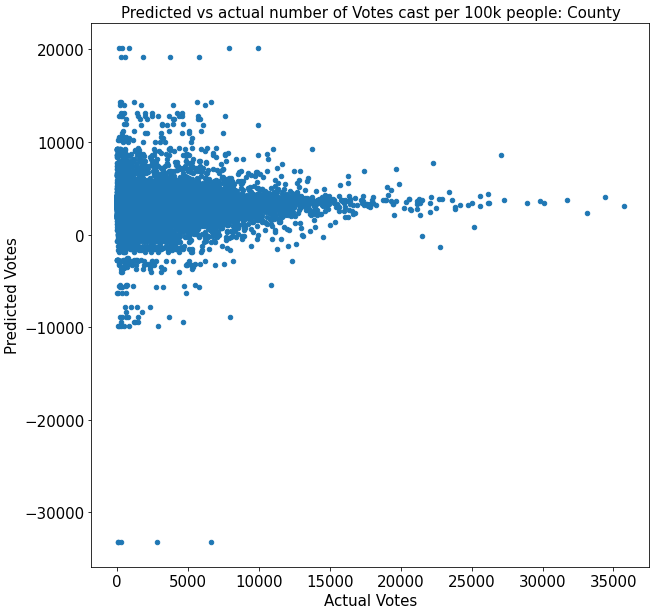 Predicted vs actual number of Votes cast per 100k people: County
20000
10000
0
−10000
−20000
−30000
Predicted Votes
0 5000 10000 15000 20000 25000 30000 35000
Actual Votes